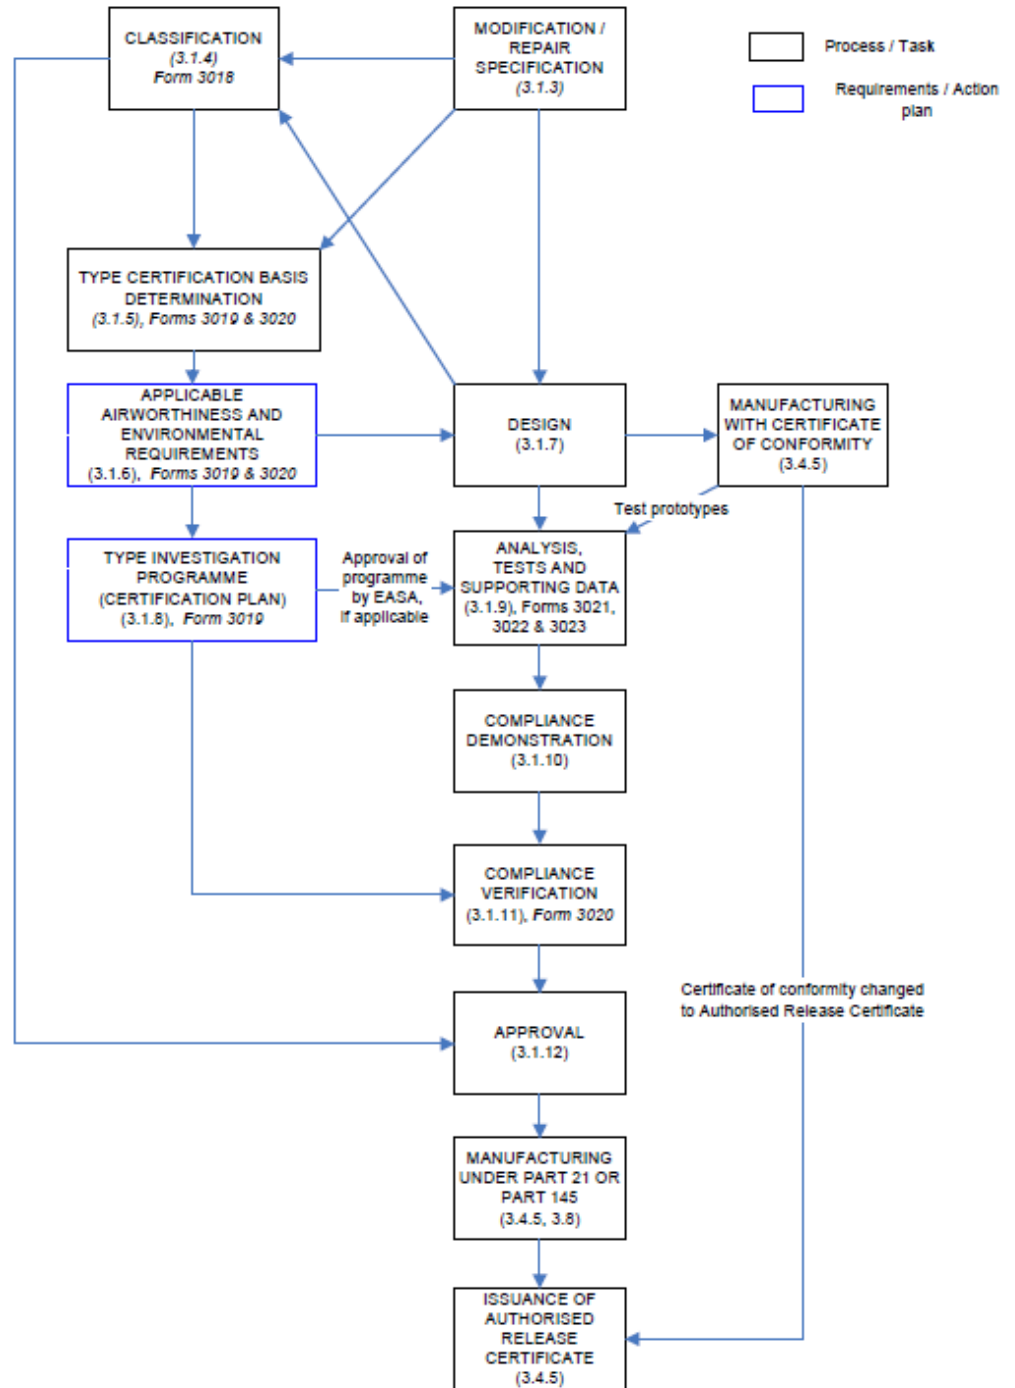 CLASSIFICATION
(3.1.4)
Form 3018
MODIFICATION /
REPAIR
SPECIFICATION
(3.1.3)
Process / Task
Requirements / Action
plan
TYPE CERTIFICATION BASIS
DETERMINATION
(3.1.5), Forms 3019 & 3020
APPLICABLE
AIRWORTHINESS AND
ENVIRONMENTAL
REQUIREMENTS
(3.1.6), Forms 3019 & 3020
DESIGN
(3.1.7)
MANUFACTURING
WITH CERTIFICATE
OF CONFORMITY
(3.4.5)
Test prototypes
TYPE INVESTIGATION
PROGRAMME
(CERTIFICATION PLAN)
(3.1.8), Form 3019
Approval of
programme
by EASA,
if applicable
ANALYSIS,
TESTS AND
SUPPORTING DATA
(3.1.9), Forms 3021,
3022 & 3023
COMPLIANCE
DEMONSTRATION
(3.1.10)
COMPLIANCE
VERIFICATION
(3.1.11), Form 3020
Certificate of conformity changed
to Authorised Release Certificate
APPROVAL
(3.1.12)
MANUFACTURING
UNDER PART 21 OR
PART 145
(3.4.5, 3.8)
ISSUANCE OF
AUTHORISED
RELEASE
CERTIFICATE
(3.4.5)